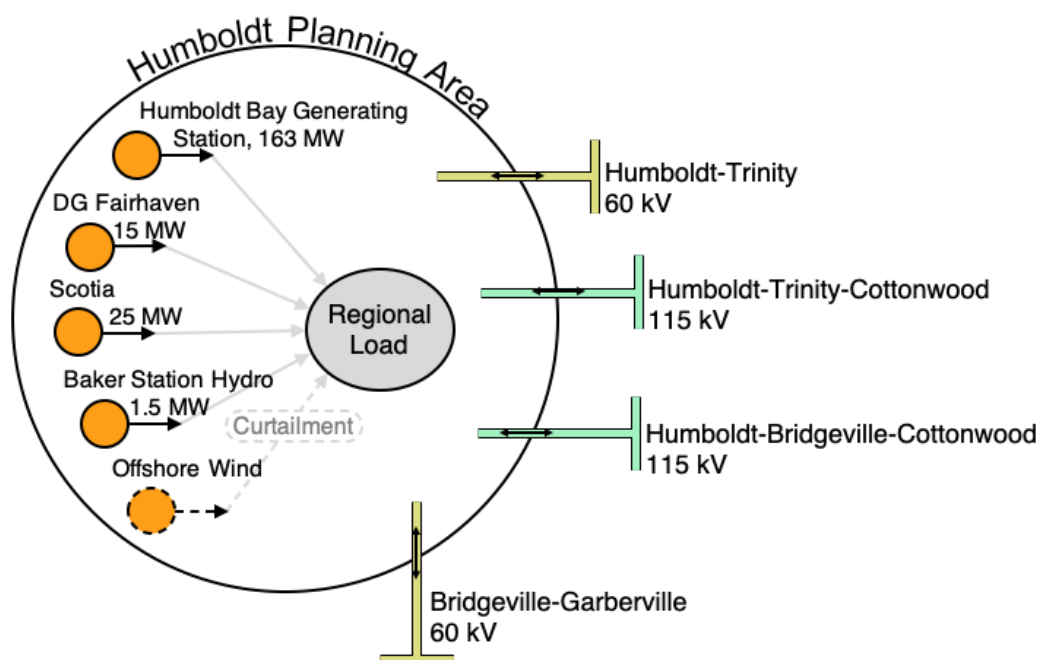 Humboldt Planning Area
Humboldt Bay Generating
Station, 163 MW
DG Fairhaven
15 MW
Scotia
25 MW
Baker Station Hydro
1.5 MW
Curtailment
Offshore Wind
Regional
Load
Humboldt-Trinity
60 kV
Humboldt-Trinity-Cottonwood
115 kV
Humboldt-Bridgeville-Cottonwood
115 kV
Bridgeville-Garberville
60 kV